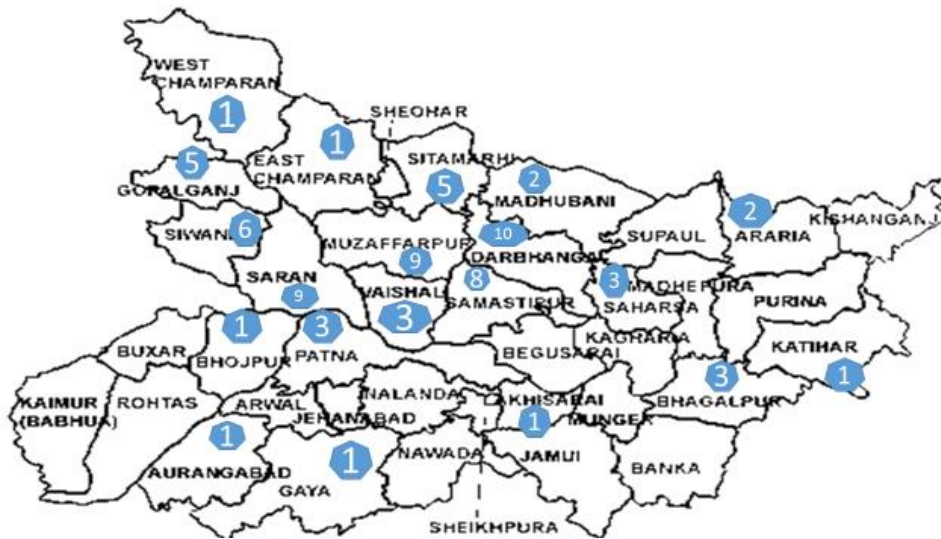 WEST
CHAMPARAN
1
SHEOHAR
1
EAST
CHAMPARAN
5
GOPALGANJ
SITAMARHI
5
2
MADHUBANI
2
ARARIA
KISHANGANJ
SUPAUL
6
SIWAN
MUZAFFARPUR
9
10
DARBHANGA
SARAN
9
VAISHAL
3
8
SAMASTIPUR
3
MADHEPURA
SAHARSA
PURINA
1
BHOJPUR
3
PATNA
BUXAR
BEGUSARAI
KAGRARIA
KATIHAR
1
3
BHAGALPUR
KAIMUR
(BABHUA)
ROHTAS
ARWAL
JEHANABAD
NALANDA
LAKHISARAI
MUNGER
1
1
AURANGABAD
1
GAYA
NAWADA
JAMUI
BANKA
SHEIKHPURA